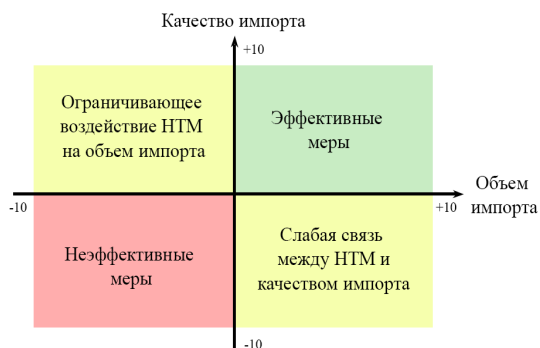 Качество импорта
+10
Ограничивающее
воздействие НТМ
на объем импорта
Эффективные
меры
Объем
импорта
-10
+10
Неэффективные
меры
Слабая связь
между НТМ и
качеством импорта
-10